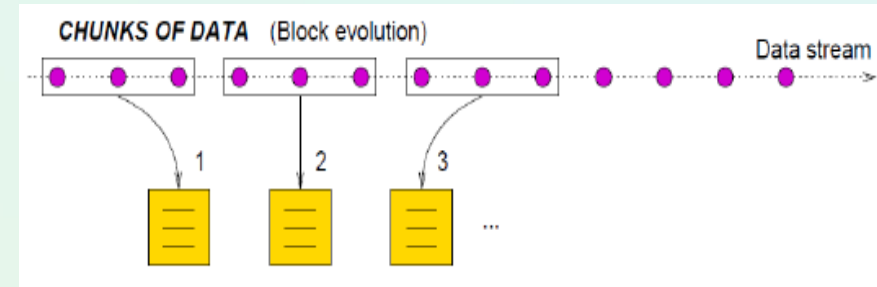 CHUNKS OF DATA (Block evolution)
Data stream
1
2
3
...